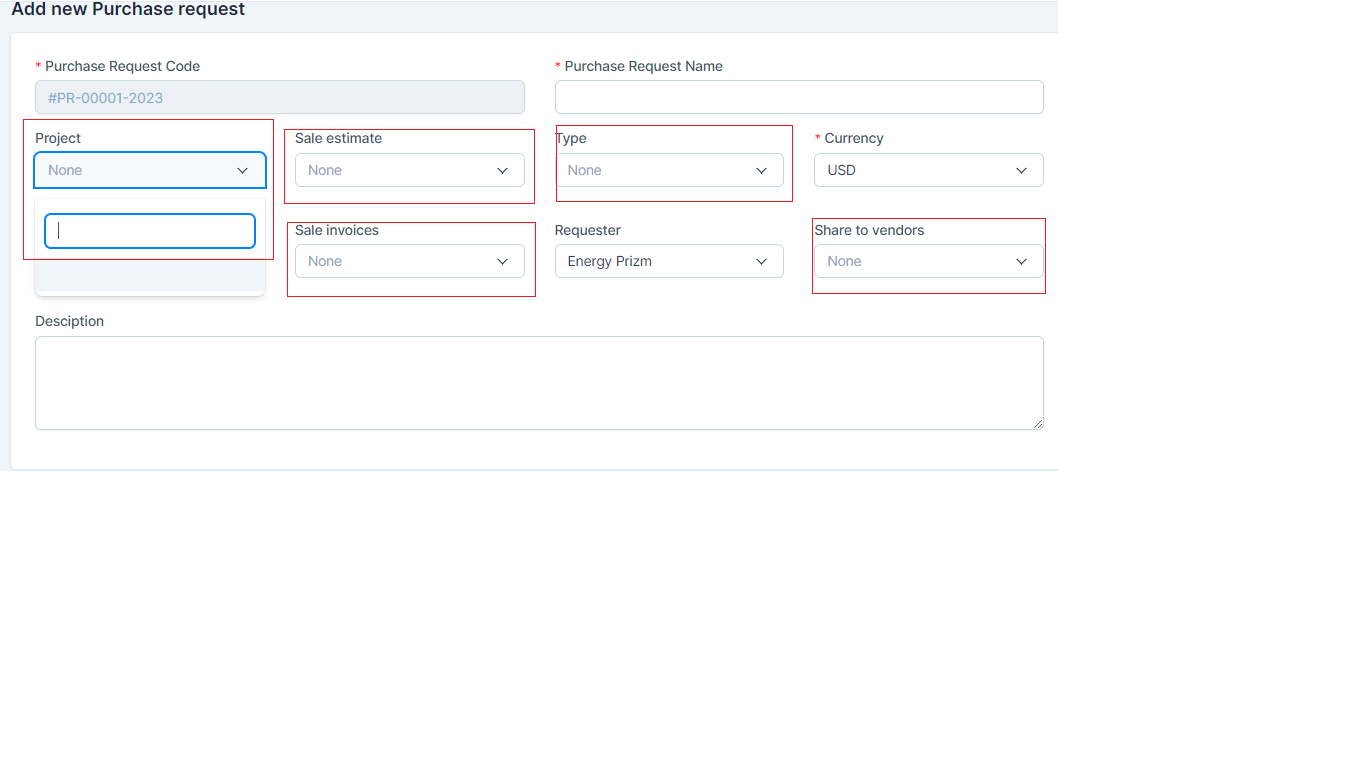 Add new Purchase request
* Purchase Request Code
* Purchase Request Name
#PR-00001-2023
Project
Sale estimate
Type
* Currency
None
None
None
USD
Sale invoices
Requester
Share to vendors
None
Energy Prizm
None
Desciption